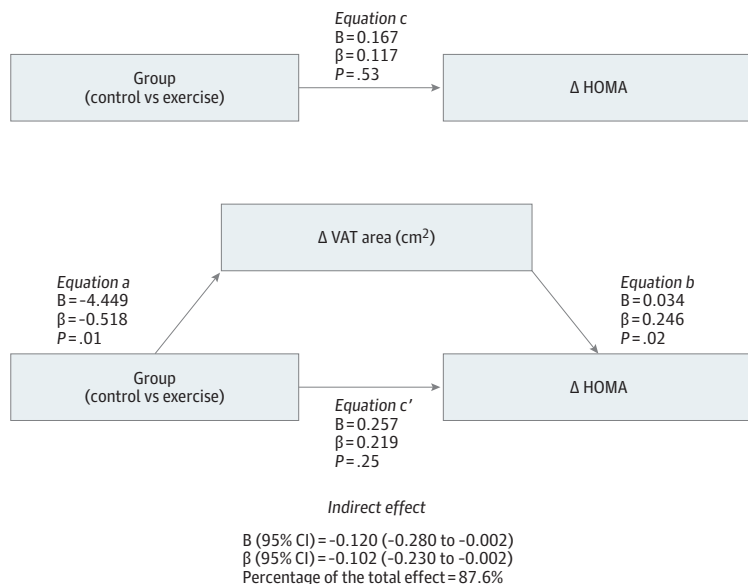 Equation c
B=0.167
β=0.117
P=.53
Group
(control vs exercise)
Δ HOMA
Δ VAT area (cm²)
Equation a
B=-4.449
β=-0.518
P=.01
Equation b
B=0.034
β=0.246
P=.02
Group
(control vs exercise)
Δ HOMA
Equation c’
B=0.257
β=0.219
P=.25
Indirect effect
B (95% CI)=-0.120 (-0.280 to -0.002)
β (95% CI)=-0.102 (-0.230 to -0.002)
Percentage of the total effect=87.6%